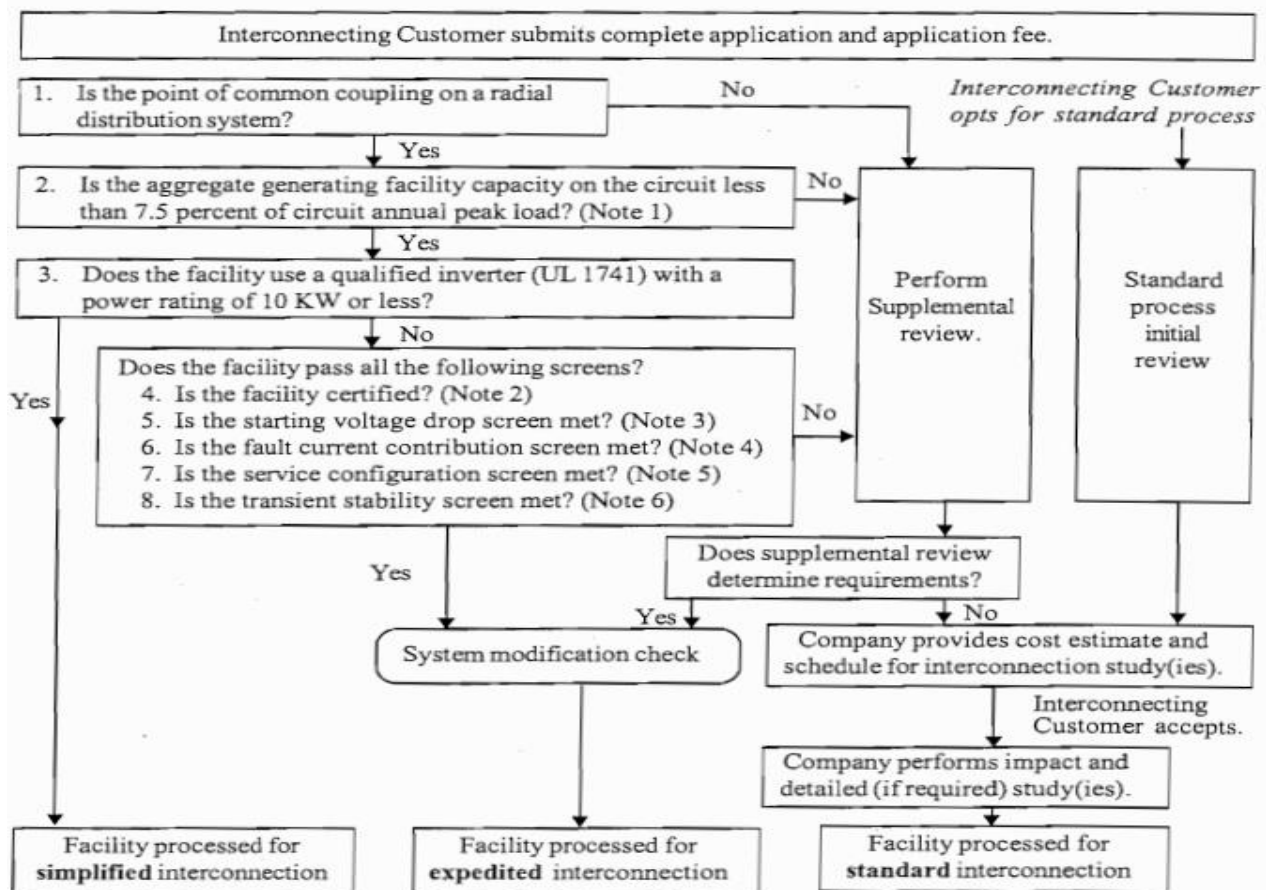 Interconnecting Customer submits complete application and application fee.
1. Is the point of common coupling on a radial
distribution system?
No
Interconnecting Customer
opts for standard process
Yes
2. Is the aggregate generating facility capacity on the circuit less
than 7.5 percent of circuit annual peak load? (Note 1)
No
Yes
3. Does the facility use a qualified inverter (UL 1741) with a
power rating of 10 KW or less?
Perform
Supplemental
review.
Standard
process
initial
review
No
Yes
Does the facility pass all the following screens?
4. Is the facility certified? (Note 2)
5. Is the starting voltage drop screen met? (Note 3)
6. Is the fault current contribution screen met? (Note 4)
7. Is the service configuration screen met? (Note 5)
8. Is the transient stability screen met? (Note 6)
No
Does supplemental review
determine requirements?
Yes
Yes
No
System modification check
Company provides cost estimate and
schedule for interconnection study(ies).
Interconnecting
Customer accepts.
Company performs impact and
detailed (if required) study(ies).
Facility processed for
simplified interconnection
Facility processed for
expedited interconnection
Facility processed for
standard interconnection